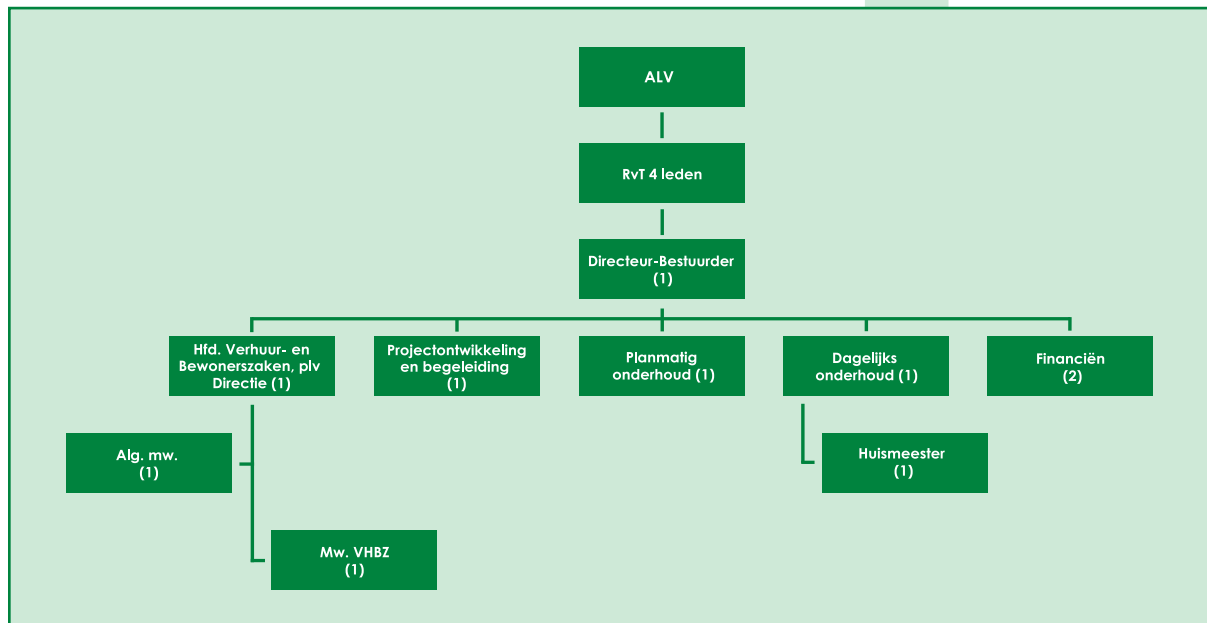 ALV
RvT 4 leden
Directeur-Bestuurder
(1)
Hfd. Verhuur- en
Bewonerszaken, plv
Directie (1)
Projectontwikkeling
en begeleiding
(1)
Planmatig
onderhoud (1)
Dagelijks
onderhoud (1)
Financiën
(2)
Alg. mw.
(1)
Huismeester
(1)
Mw. VHBZ
(1)